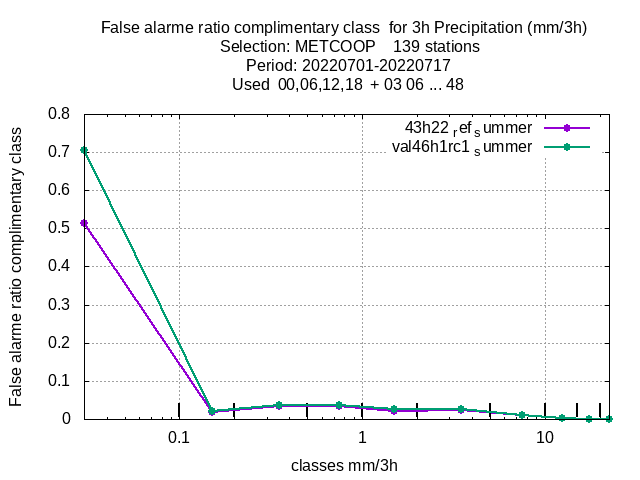 False alarme ratio complimentary class  for 3h Precipitation (mm/3h)
Selection: METCOOP    139 stations
Period: 20220701-20220717
Used  00,06,12,18  + 03 06 ... 48
43h22 ref summer
val46h1rc1 summer
0.8
0.7
0.6
0.5
0.4
0.3
0.2
0.1
0
False alarme ratio complimentary class
0.1 1 10
classes mm/3h